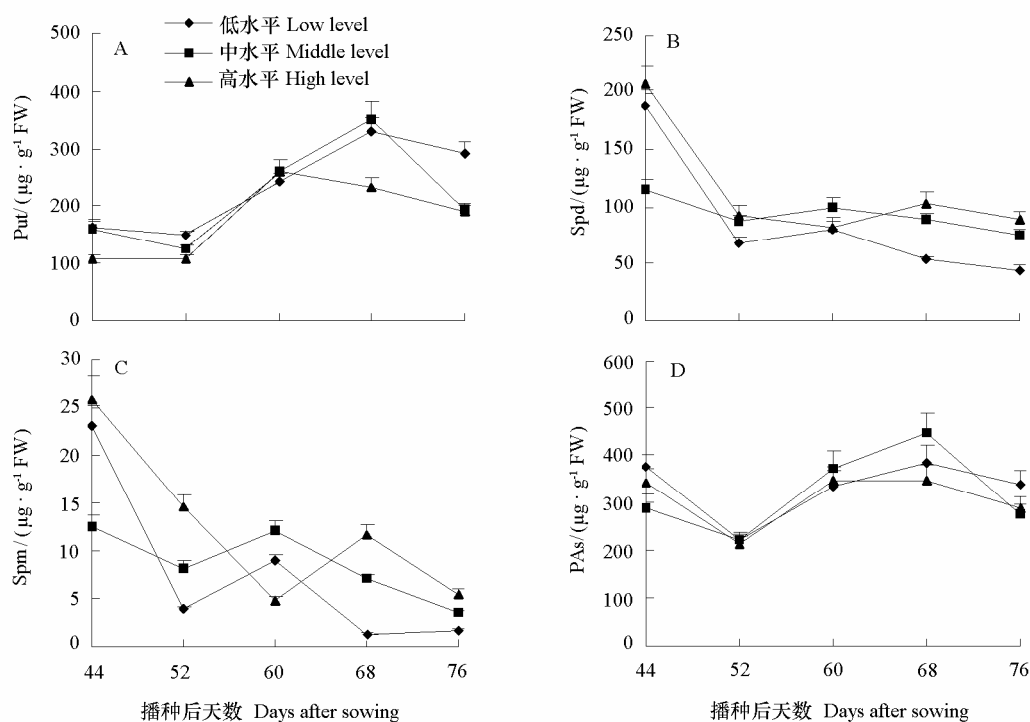 A
低水平 Low level
中水平 Middle level
高水平 High level
500
400
300
200
100
0
Put/ (µg · g-1 FW)
B
250
200
150
100
50
0
Spd/ (µg · g-1 FW)
C
30
25
20
15
10
5
0
Spm/ (µg · g-1 FW)
44 52 60 68 76
播种后天数 Days after sowing
D
600
500
400
300
200
100
0
PAs/ (µg · g-1 FW)
44 52 60 68 76
播种后天数 Days after sowing